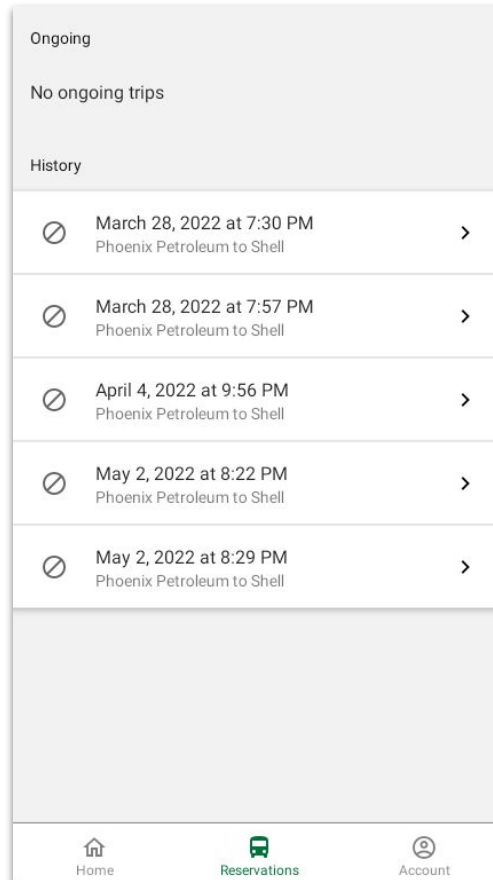 Ongoing
No ongoing trips
History
March 28, 2022 at 7:30 PM
Phoenix Petroleum to Shell
March 28, 2022 at 7:57 PM
Phoenix Petroleum to Shell
April 4, 2022 at 9:56 PM
Phoenix Petroleum to Shell
May 2, 2022 at 8:22 PM
Phoenix Petroleum to Shell
May 2, 2022 at 8:29 PM
Phoenix Petroleum to Shell
Home Reservations Account